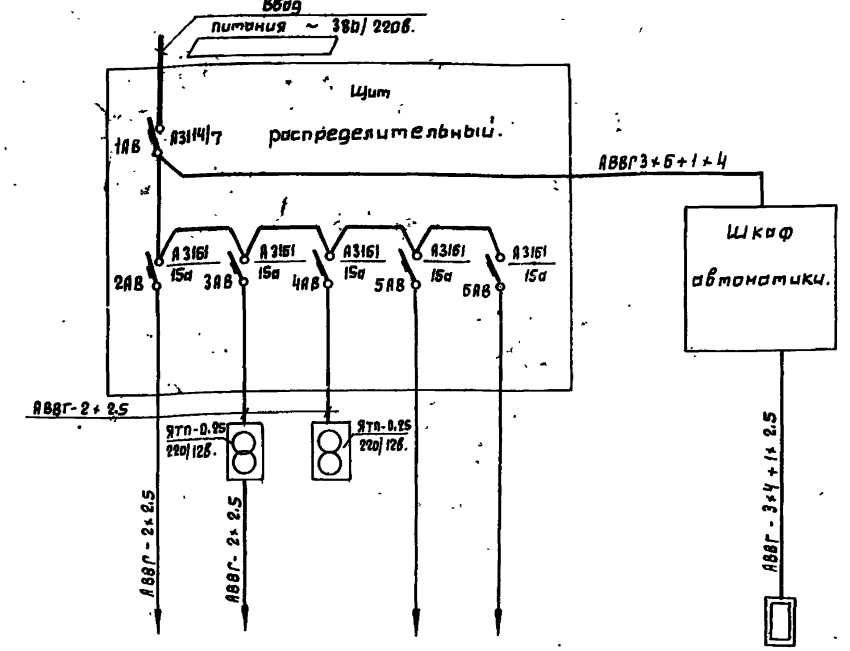 Ввод
питания ~ 380/220в.
Щит
распределительный.
1АВ
А3114/7
АВВГ 3×6+1×4
Шкаф
автоматики.
А3161
15а
А3161
15а
А3161
15а
А3161
15а
А3161
15а
2АВ
3АВ
4АВ
5АВ
6АВ
АВВГ-2×2.5
ЯТП-0.25
220/12в.
ЯТП-0.25
220/12в.
АВВГ-2×2.5
АВВГ-2×2.5
АВВГ-3×4+1×2.5